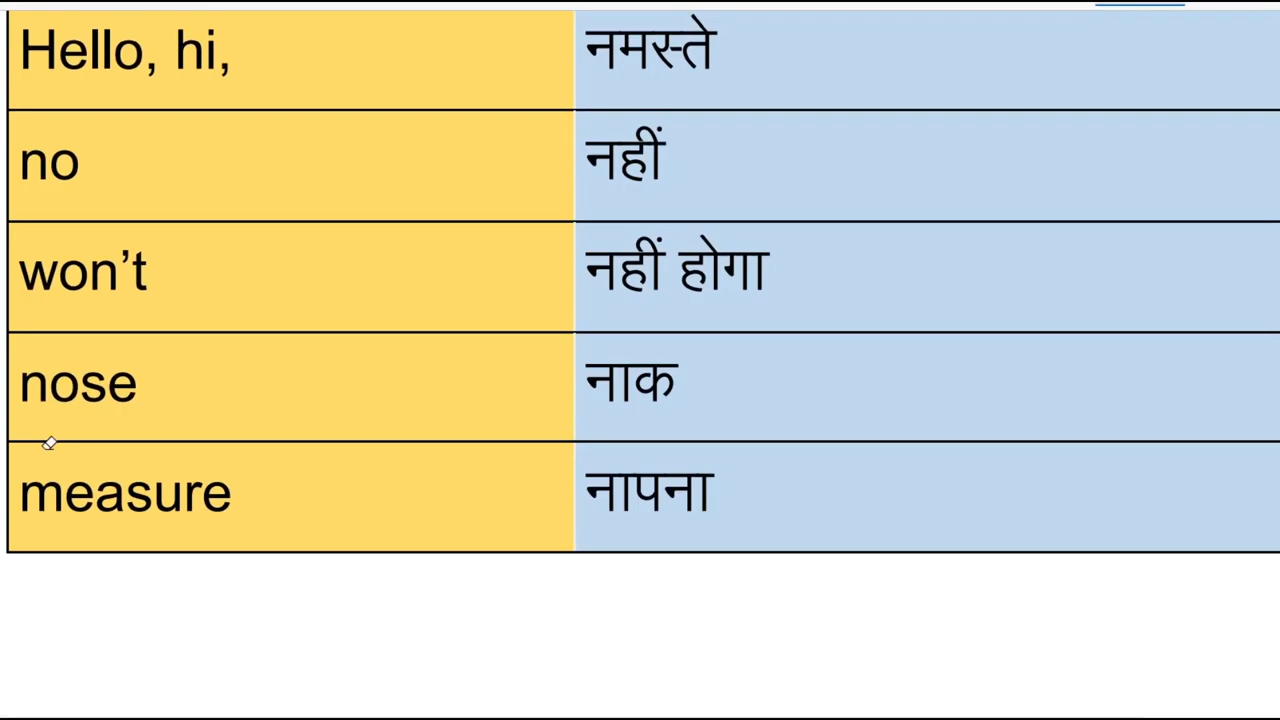 Hello, hi, नमस्ते
no नहीं
won’t नहीं होगा
nose नाक
measure नापना